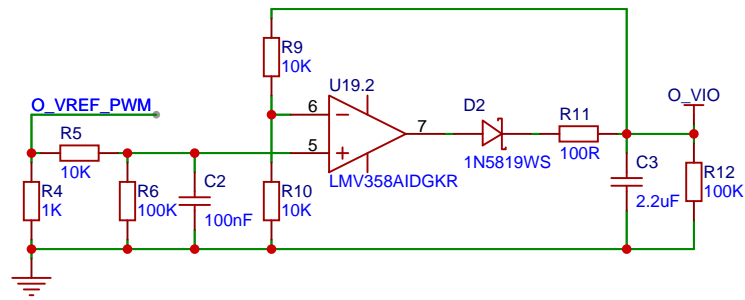 R9
10K
U19.2
6
5
7
LMV358AIDGKR
D2
1N5819WS
R11
100R
O_VIO
O_VREF_PWM
R5
10K
R4
1K
R6
100K
C2
100nF
R10
10K
C3
2.2uF
R12
100K